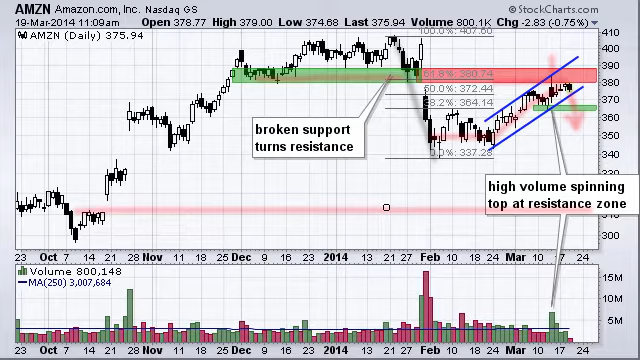 AMZN Amazon.com, Inc. Nasdaq GS © StockCharts.com
19-Mar-2014 11:09am Open 378.77 High 379.00 Low 374.68 Last 375.94 Volume 800.1K Chg -2.83 (-0.75%)
AMZN (Daily) 375.94
100.0%: 407.60
61.8%: 380.74
50.0%: 372.44
38.2%: 364.14
0.0%: 337.28
410
400
390
380
370
360
350
340
330
320
310
300
broken support
turns resistance
high volume spinning
top at resistance zone
23 Oct 7 14 21 28 Nov 11 18 25 Dec 9 16 23 2014 13 21 27 Feb 10 18 24 Mar 10 17 24
Volume 800,148
MA(250) 3,007,684
15M
10M
5M
23 Oct 7 14 21 28 Nov 11 18 25 Dec 9 16 23 2014 13 21 27 Feb 10 18 24 Mar 10 17 24